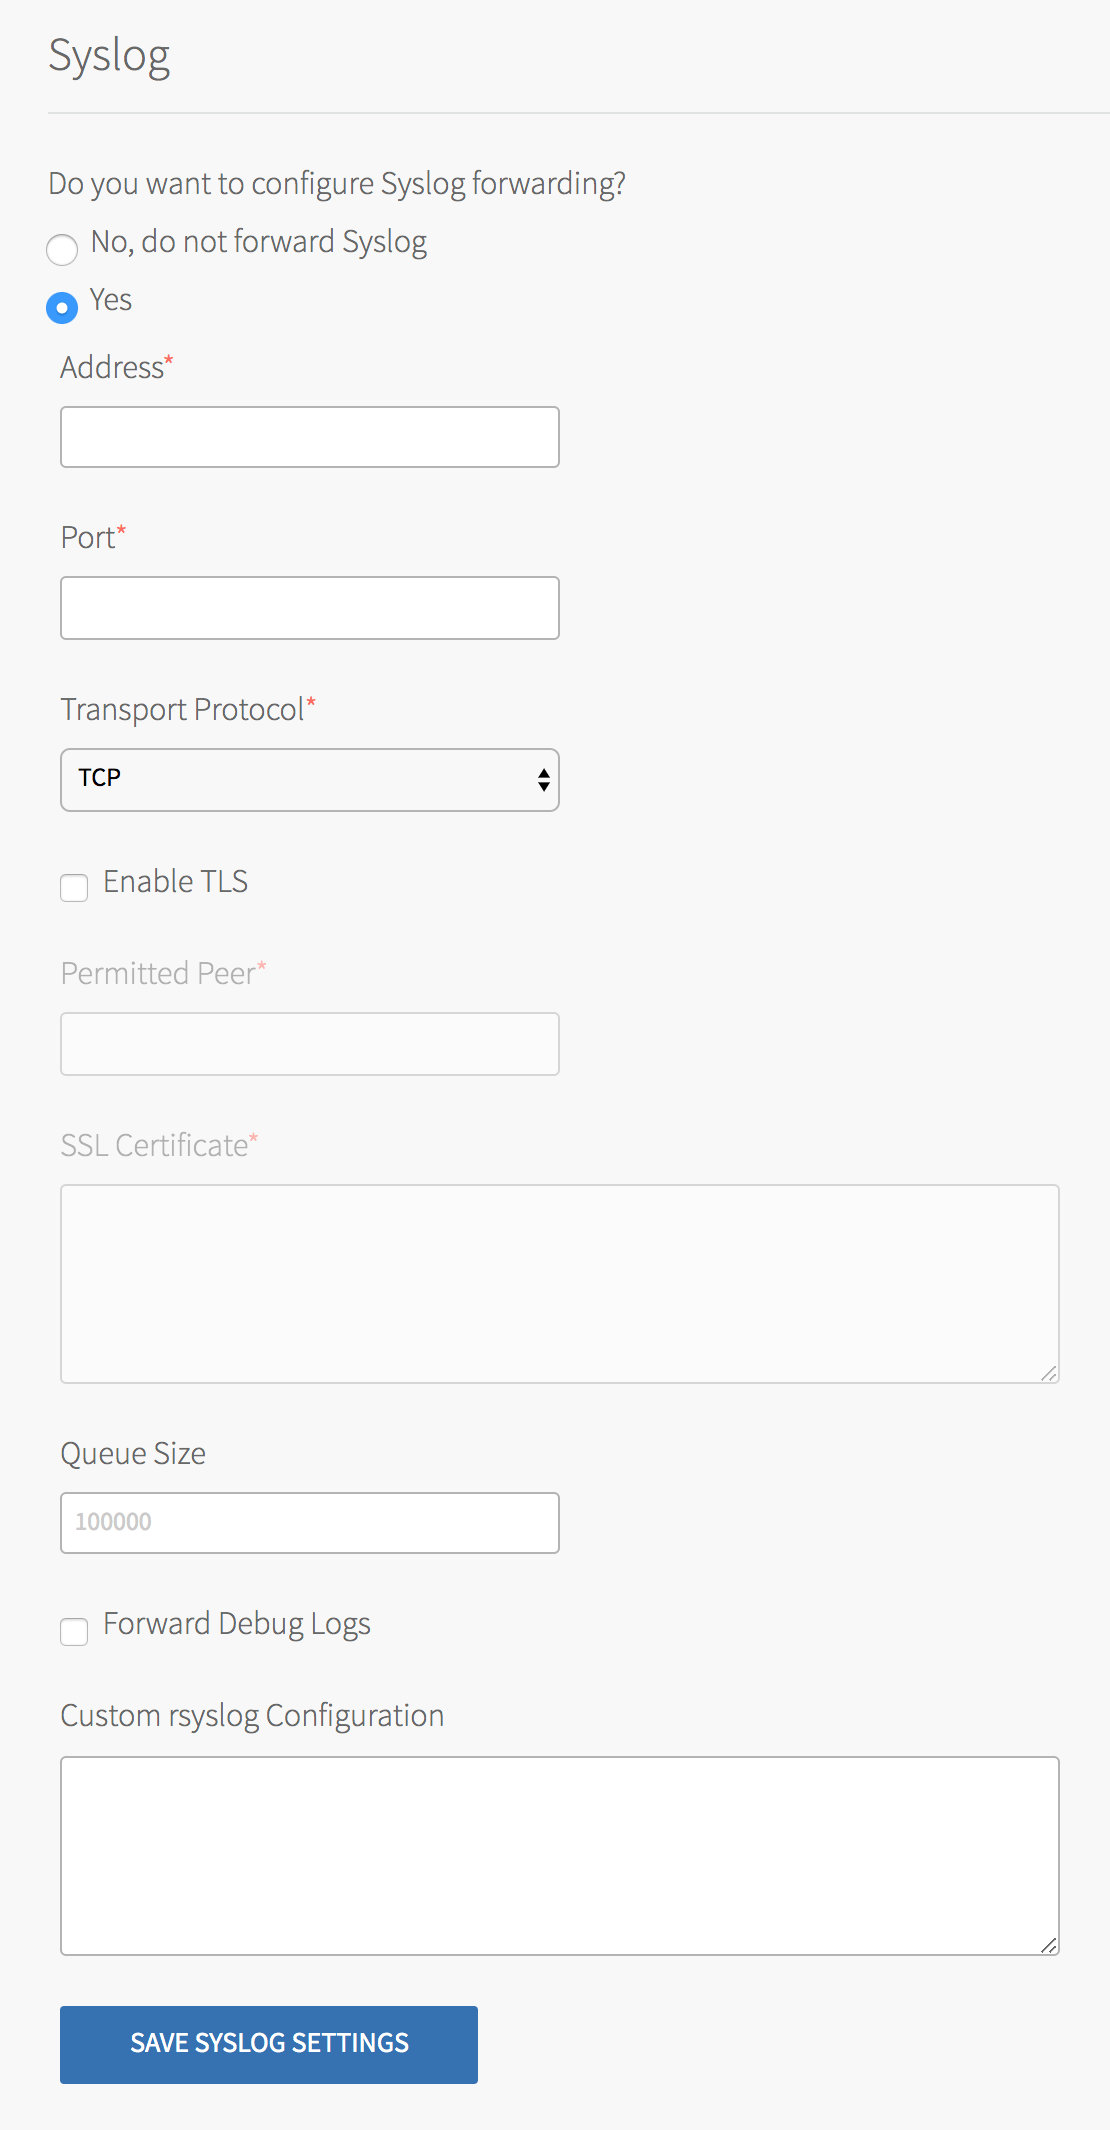 Syslog
Do you want to configure Syslog forwarding?
No, do not forward Syslog
Yes
Address*
Port*
Transport Protocol*
TCP
Enable TLS
Permitted Peer*
SSL Certificate*
Queue Size
100000
Forward Debug Logs
Custom rsyslog Configuration
SAVE SYSLOG SETTINGS